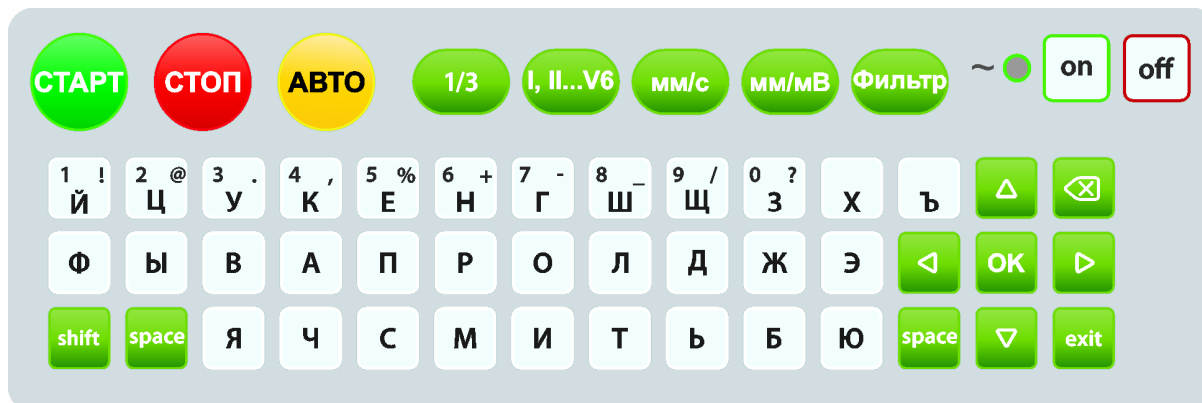 СТАРТ СТОП АВТО 1/3 I, II...V6 мм/с мм/мВ Фильтр ~ on off
1 ! 2 @ 3 . 4 , 5 % 6 + 7 - 8 _ 9 / 0 ?
Й Ц У К Е Н Г Ш Щ З Х Ъ
Ф Ы В А П Р О Л Д Ж Э OK
shift space Я Ч С М И Т Ь Б Ю space exit